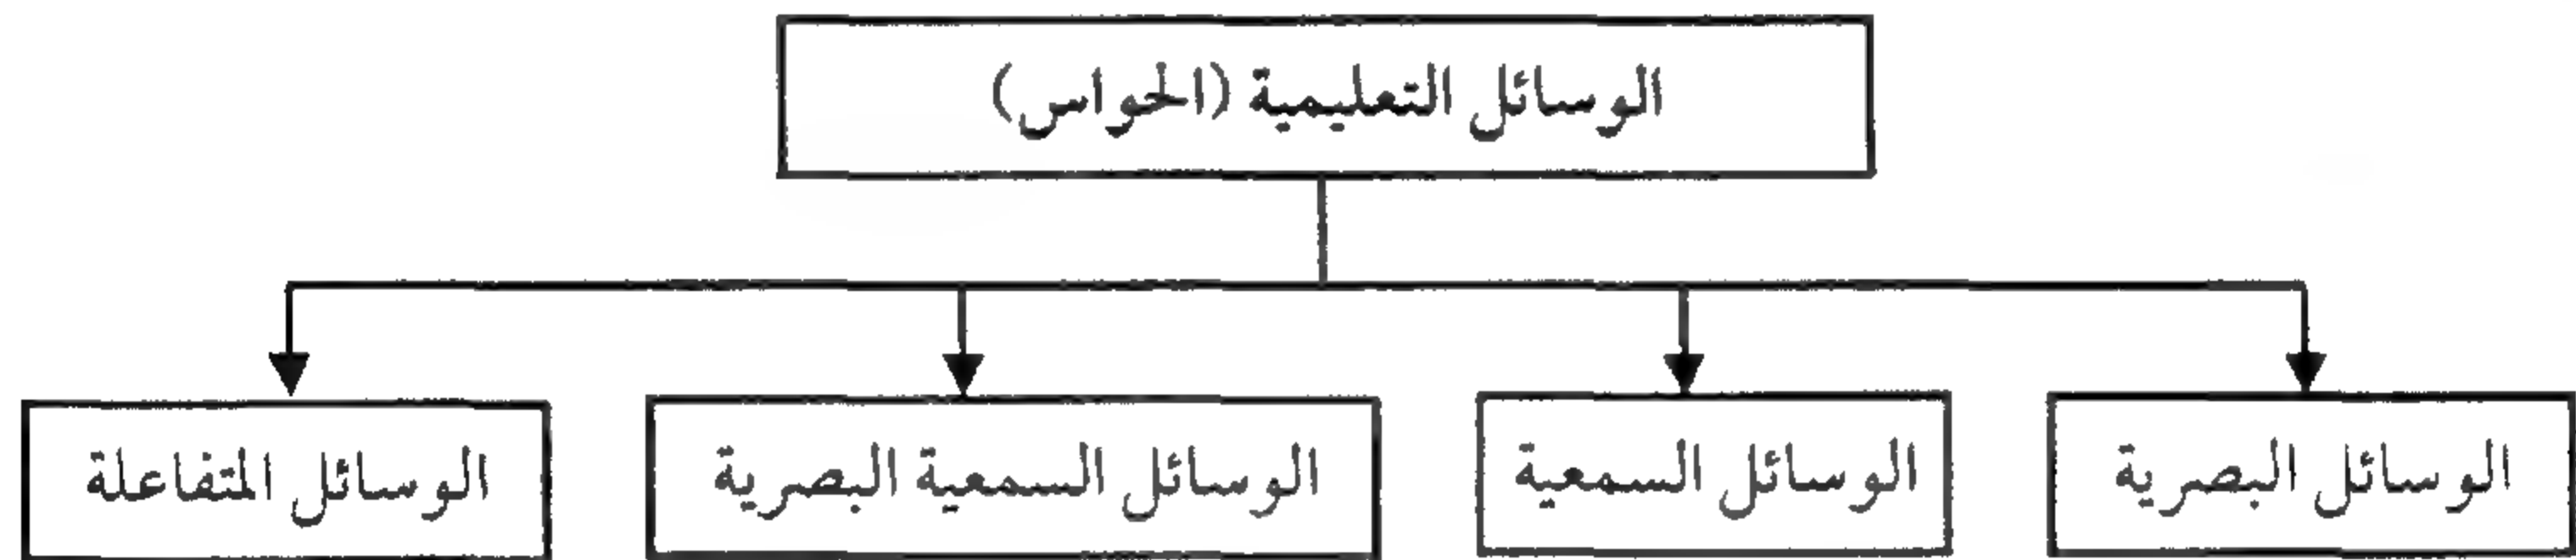 الوسائل التعليمية (الحواس)
الوسائل البصرية
الوسائل السمعية
الوسائل السمعية البصرية
الوسائل المتفاعلة